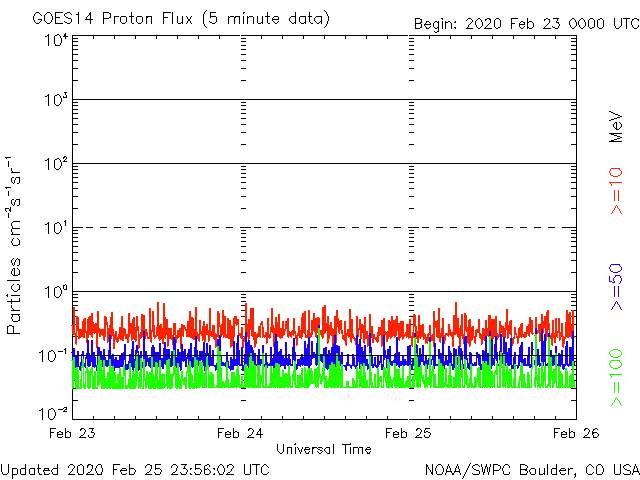 GOES14 Proton Flux (5 minute data)
Begin: 2020 Feb 23 0000 UTC
10⁴
10³
10²
10¹
10⁰
10⁻¹
10⁻²
Particles cm⁻²s⁻¹sr⁻¹
MeV
>=10
>=50
>=100
Feb 23
Feb 24
Feb 25
Feb 26
Universal Time
Updated 2020 Feb 25 23:56:02 UTC
NOAA/SWPC Boulder, CO USA